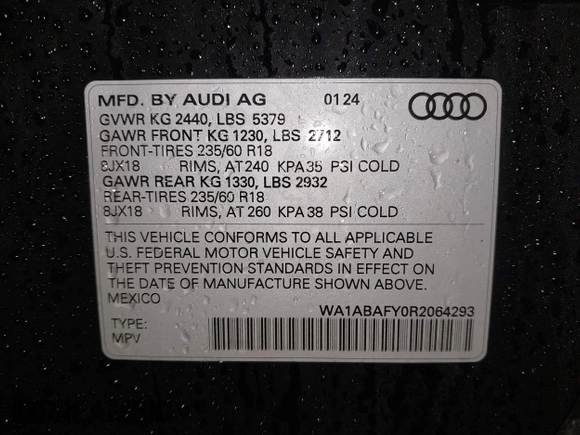 MFD. BY AUDI AG 01 24
GVWR KG 2440, LBS 5379
GAWR FRONT KG 1230, LBS 2712
FRONT-TIRES 235/60 R18
8JX18 RIMS, AT 240 KPA 35 PSI COLD
GAWR REAR KG 1330, LBS 2932
REAR-TIRES 235/60 R18
8JX18 RIMS, AT 260 KPA 38 PSI COLD
THIS VEHICLE CONFORMS TO ALL APPLICABLE
U.S. FEDERAL MOTOR VEHICLE SAFETY AND
THEFT PREVENTION STANDARDS IN EFFECT ON
THE DATE OF MANUFACTURE SHOWN ABOVE.
MEXICO
WA1ABAFY0R2064293
TYPE:
MPV